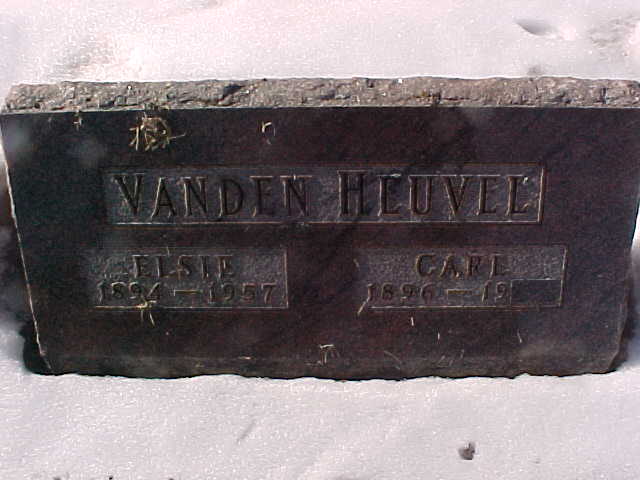 VANDEN HEUVEL
ELSIE
1894 — 1957
CARL
1896 — 19